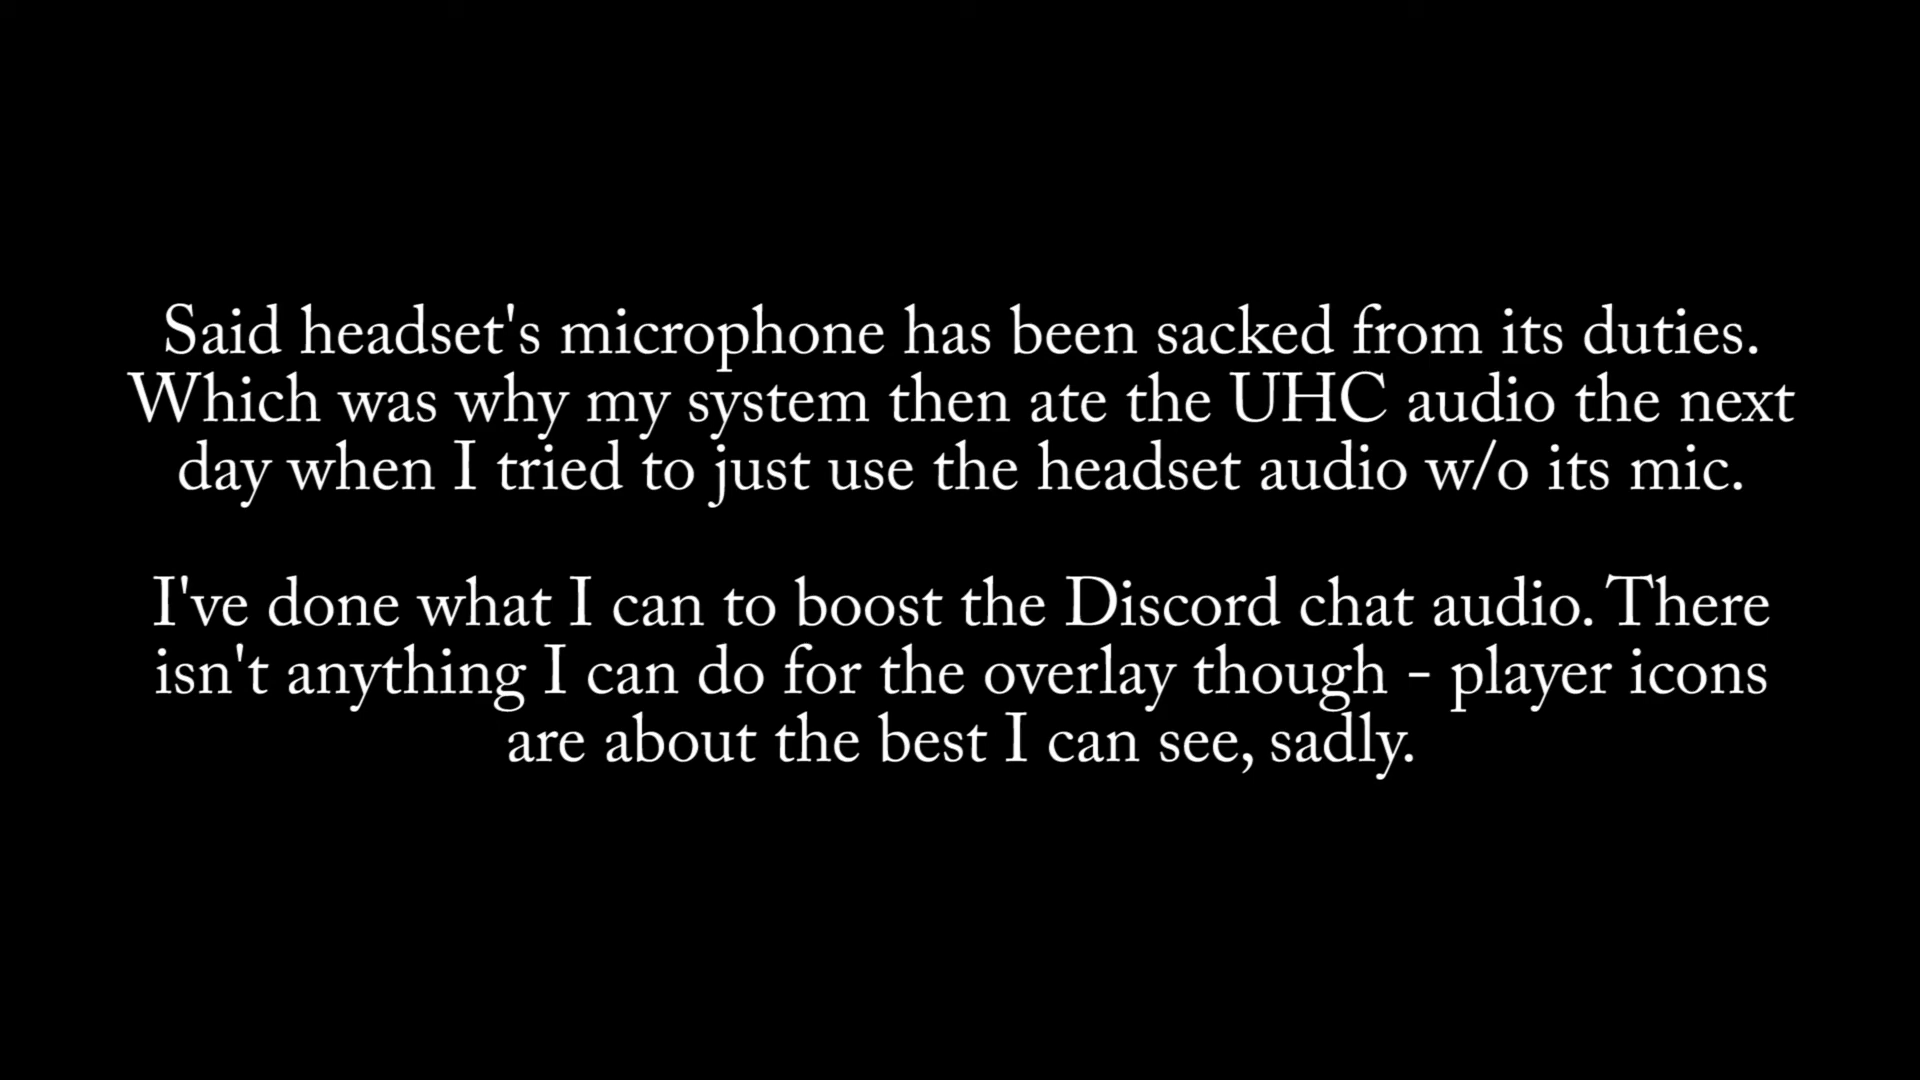 Said headset's microphone has been sacked from its duties.
Which was why my system then ate the UHC audio the next
day when I tried to just use the headset audio w/o its mic.
I've done what I can to boost the Discord chat audio. There
isn't anything I can do for the overlay though - player icons
are about the best I can see, sadly.